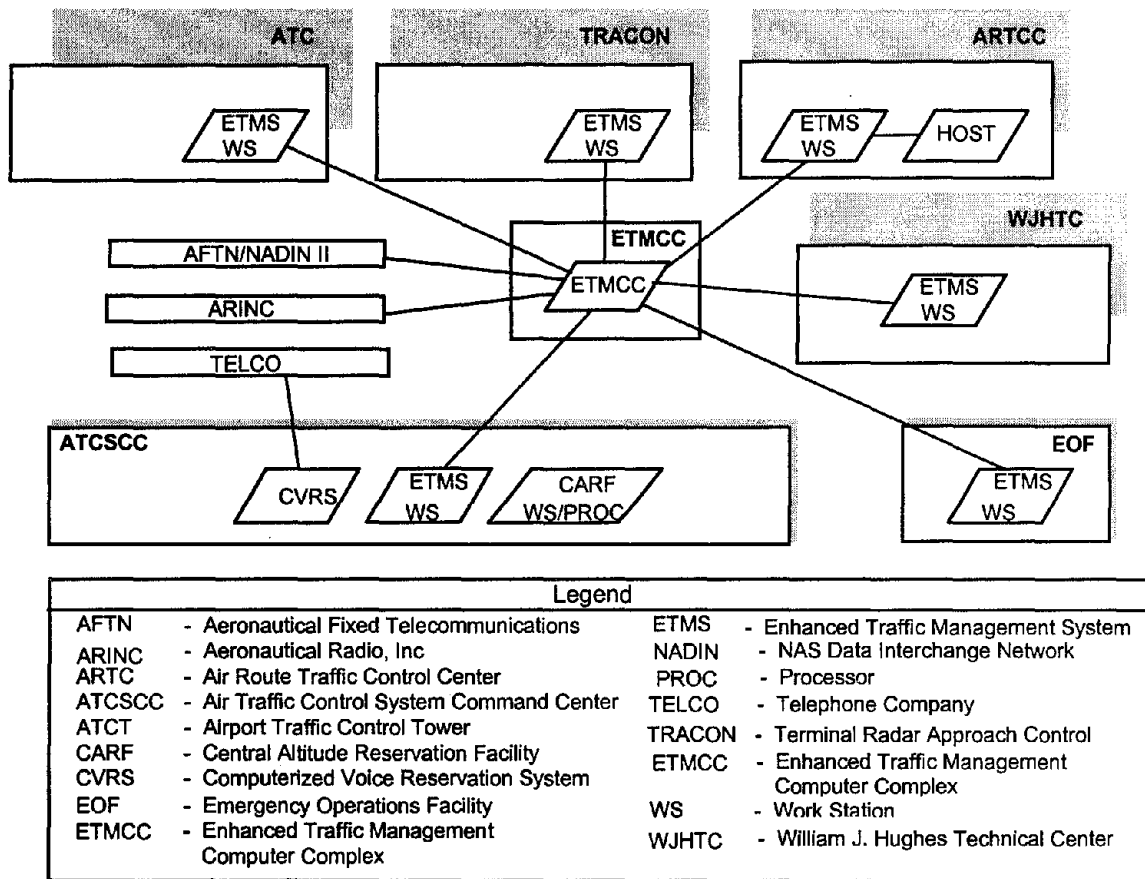 ATC
TRACON
ARTCC
ETMS
WS
ETMS
WS
ETMS
WS
HOST
WJHTC
ETMCC
AFTN/NADIN II
ETMCC
ETMS
WS
ARINC
TELCO
ATCSCC
EOF
CVRS
ETMS
WS
CARF
WS/PROC
ETMS
WS
Legend
AFTN - Aeronautical Fixed Telecommunications
ARINC - Aeronautical Radio, Inc
ARTC - Air Route Traffic Control Center
ATCSCC - Air Traffic Control System Command Center
ATCT - Airport Traffic Control Tower
CARF - Central Altitude Reservation Facility
CVRS - Computerized Voice Reservation System
EOF - Emergency Operations Facility
ETMCC - Enhanced Traffic Management
Computer Complex
ETMS - Enhanced Traffic Management System
NADIN - NAS Data Interchange Network
PROC - Processor
TELCO - Telephone Company
TRACON - Terminal Radar Approach Control
ETMCC - Enhanced Traffic Management
Computer Complex
WS - Work Station
WJHTC - William J. Hughes Technical Center